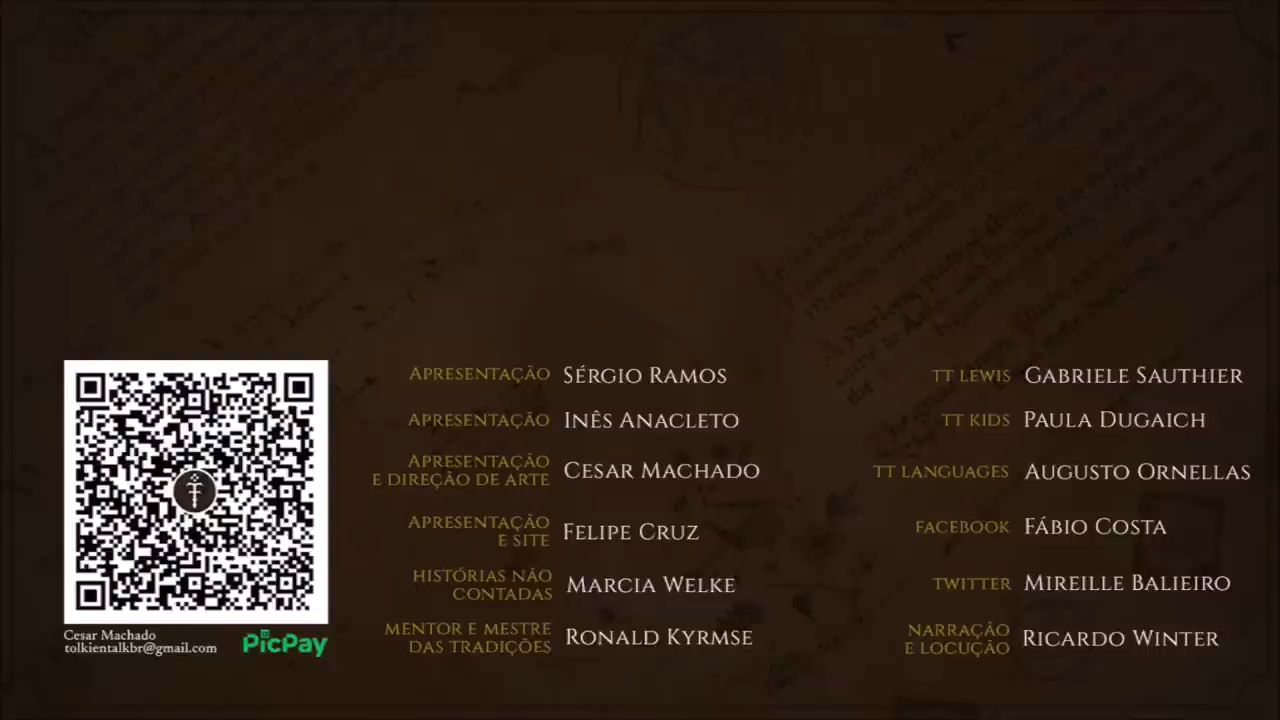 APRESENTAÇÃO SÉRGIO RAMOS
APRESENTAÇÃO INÊS ANACLETO
APRESENTAÇÃO
E DIREÇÃO DE ARTE CESAR MACHADO
APRESENTAÇÃO
E SITE FELIPE CRUZ
HISTÓRIAS NÃO
CONTADAS MARCIA WELKE
MENTOR E MESTRE
DAS TRADIÇÕES RONALD KYRMSE
TT LEWIS GABRIELE SAUTHIER
TT KIDS PAULA DUGAICH
TT LANGUAGES AUGUSTO ORNELLAS
FACEBOOK FÁBIO COSTA
TWITTER MIREILLE BALIEIRO
NARRAÇÃO
E LOCUÇÃO RICARDO WINTER
Cesar Machado
tolkientalkbr@gmail.com
PicPay